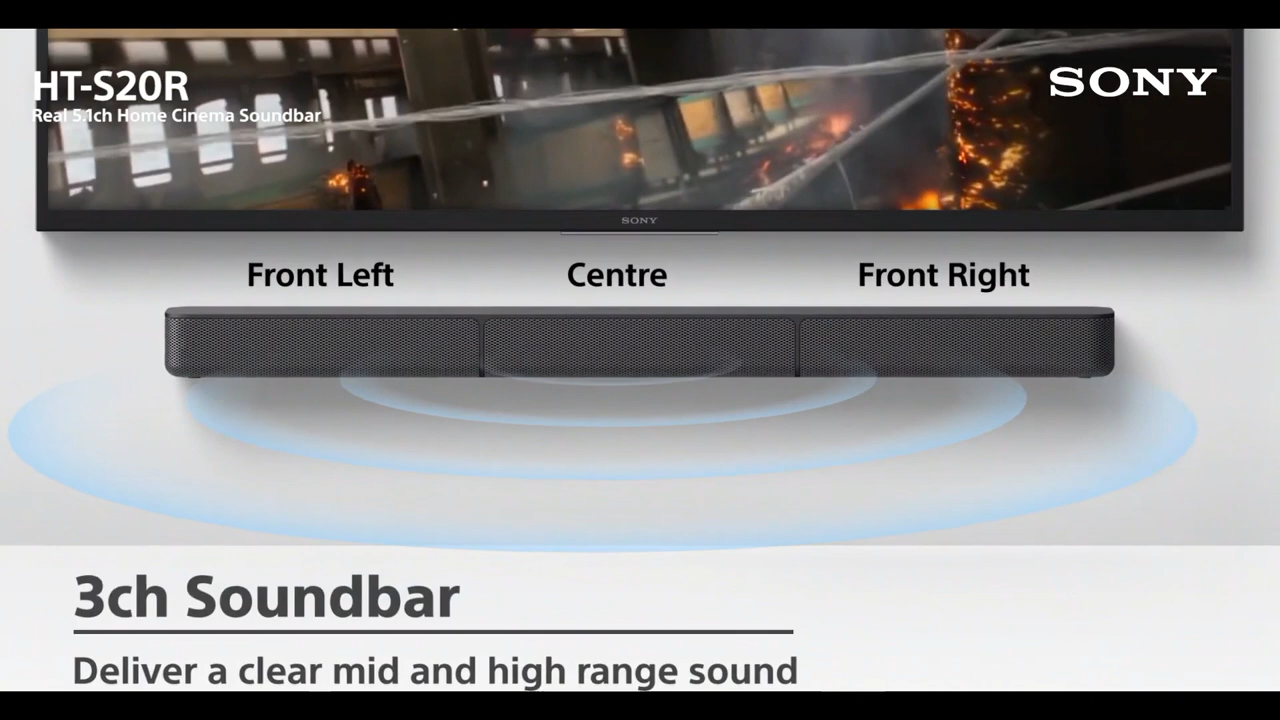 HT-S20R
Real 5.1ch Home Cinema Soundbar
SONY
SONY
Front Left
Centre
Front Right
3ch Soundbar
Deliver a clear mid and high range sound